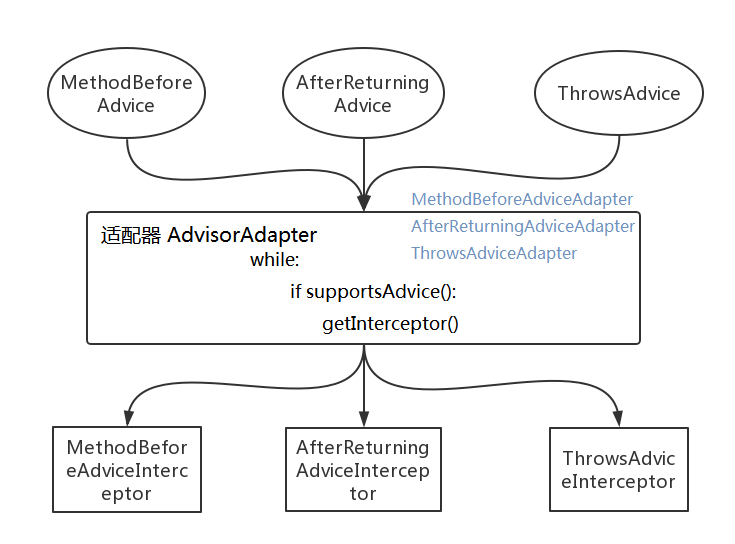 MethodBefore
Advice
AfterReturning
Advice
ThrowsAdvice
MethodBeforeAdviceAdapter
适配器 AdvisorAdapter
AfterReturningAdviceAdapter
while:
ThrowsAdviceAdapter
if supportsAdvice():
getInterceptor()
MethodBefor
eAdviceInterc
eptor
AfterReturning
AdviceIntercep
tor
ThrowsAdvic
eInterceptor